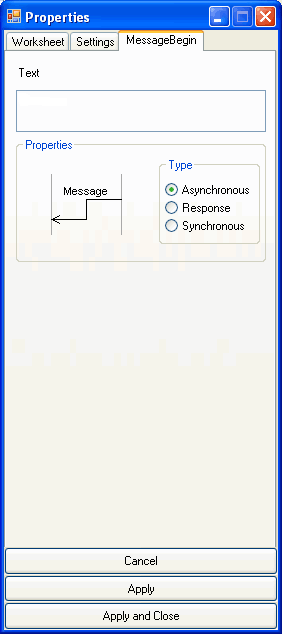 Properties
Worksheet Settings MessageBegin
Text
Properties
Type
Message
Asynchronous
Response
Synchronous
Cancel
Apply
Apply and Close